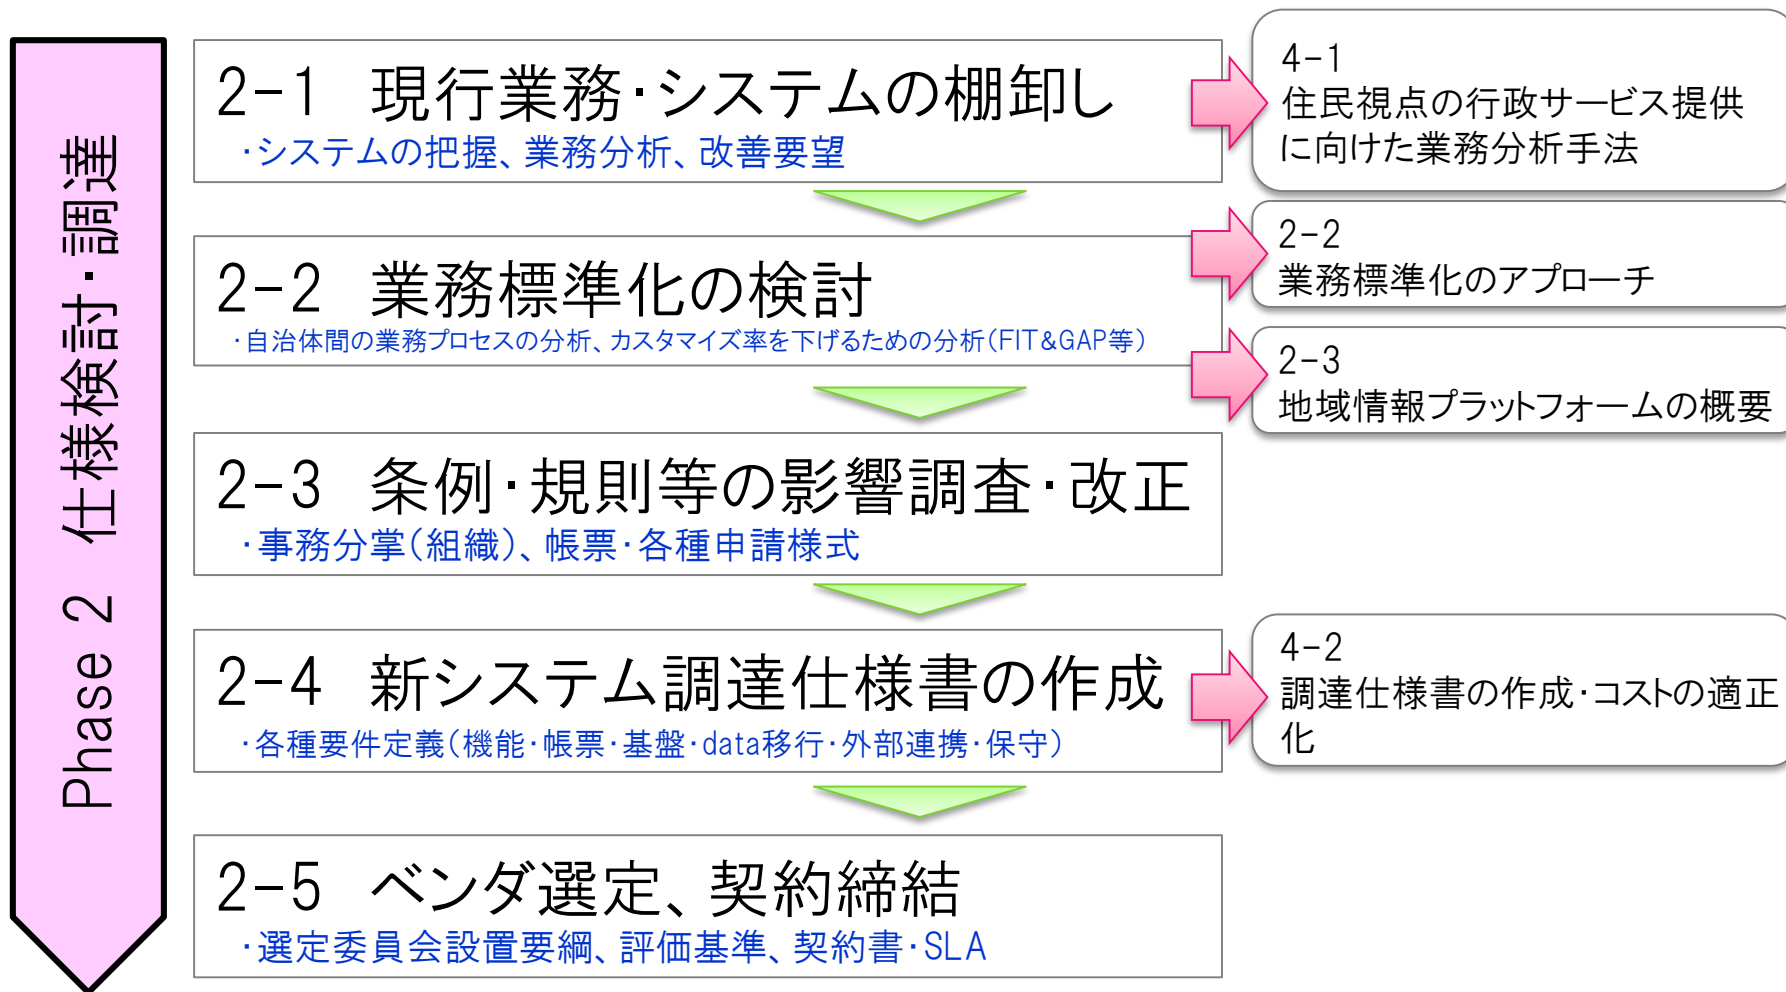 Phase 2 仕様検討・調達
2-1 現行業務・システムの棚卸し
・システムの把握、業務分析、改善要望
4-1
住民視点の行政サービス提供
に向けた業務分析手法
2-2 業務標準化の検討
・自治体間の業務プロセスの分析、カスタマイズ率を下げるための分析(FIT&GAP等)
2-2
業務標準化のアプローチ
2-3
地域情報プラットフォームの概要
2-3 条例・規則等の影響調査・改正
・事務分掌(組織)、帳票・各種申請様式
2-4 新システム調達仕様書の作成
・各種要件定義(機能・帳票・基盤・data移行・外部連携・保守)
4-2
調達仕様書の作成・コストの適正
化
2-5 ベンダ選定、契約締結
・選定委員会設置要綱、評価基準、契約書・SLA